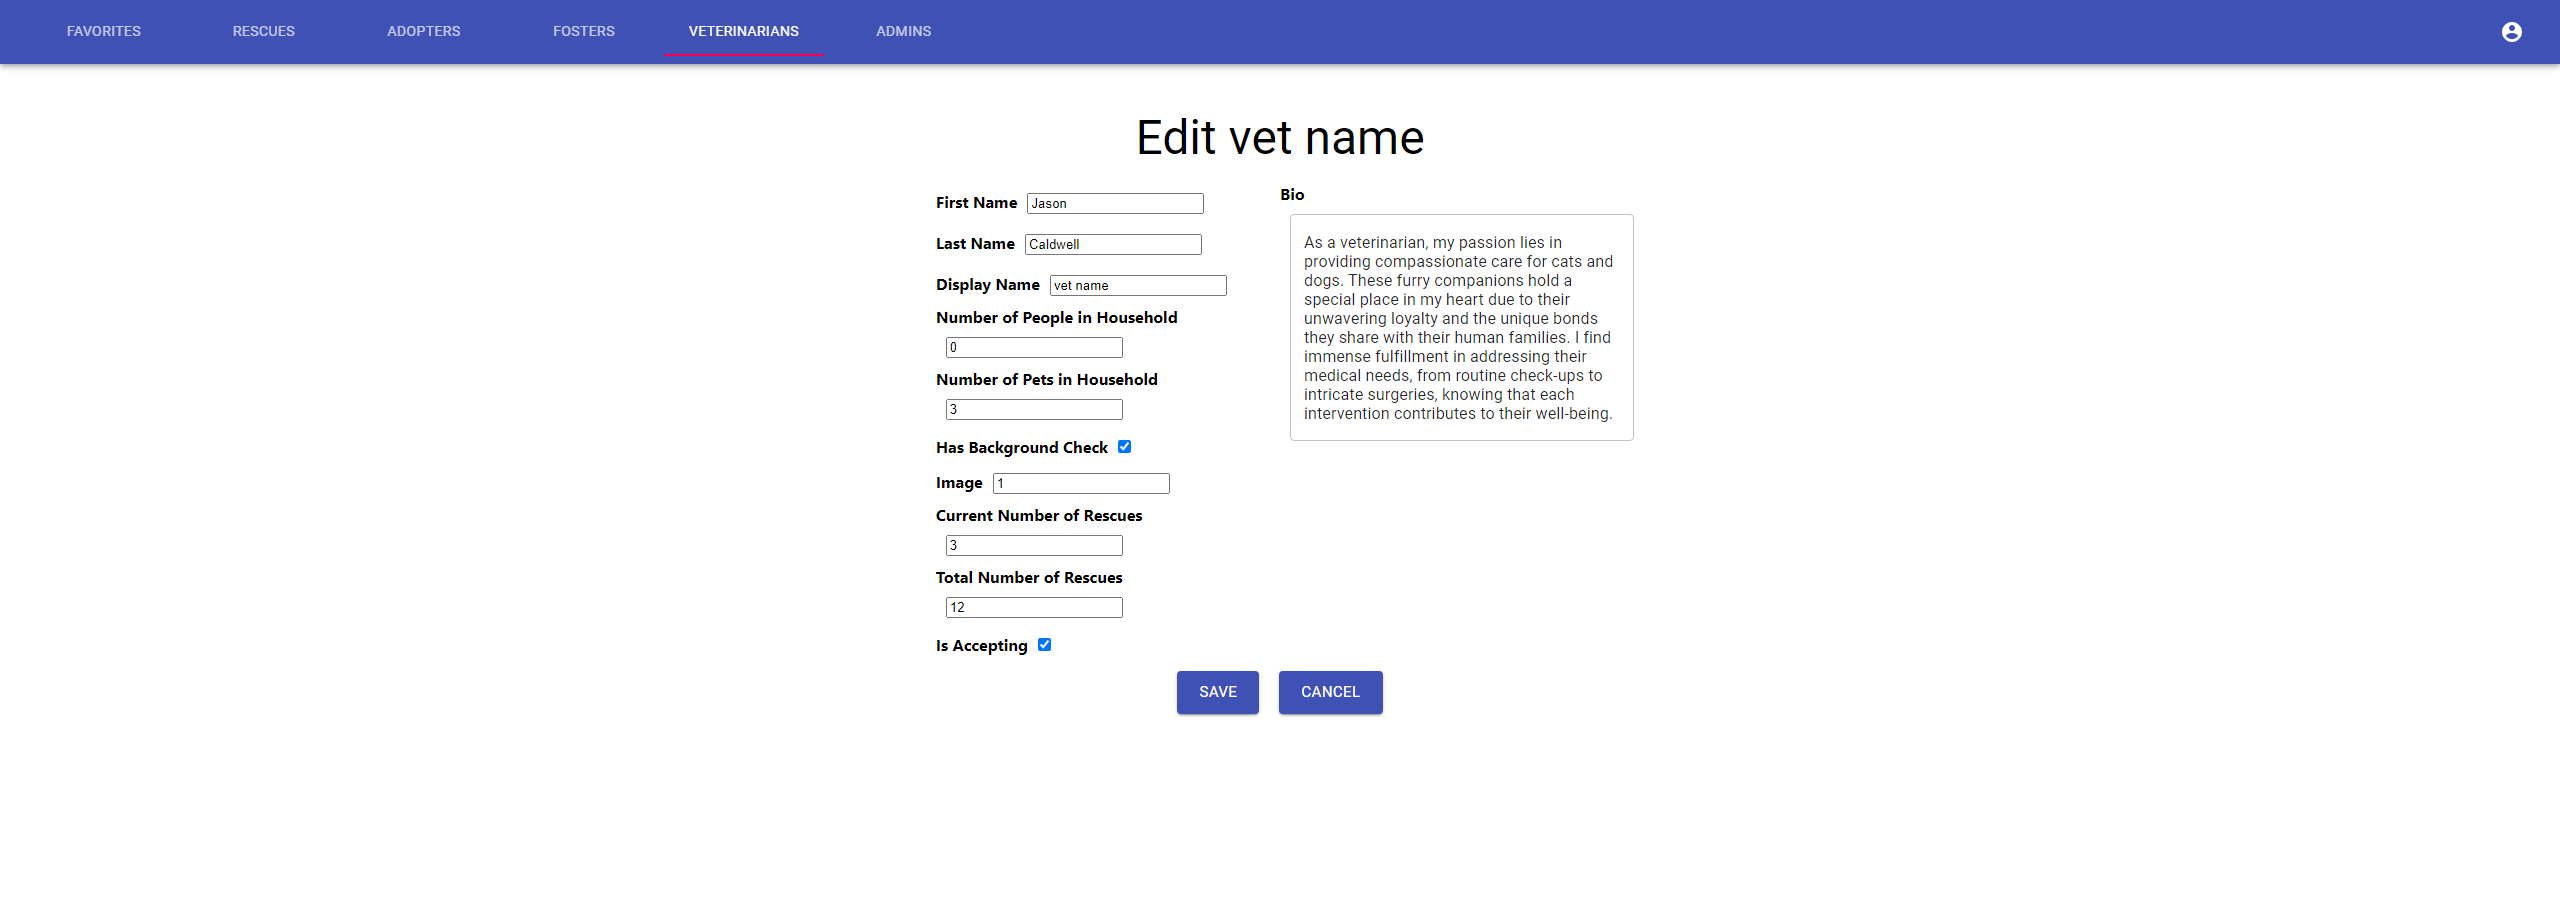 FAVORITES RESCUES ADOPTERS FOSTERS VETERINARIANS ADMINS
Edit vet name
First Name Jason
Last Name Caldwell
Display Name vet name
Number of People in Household
0
Number of Pets in Household
3
Has Background Check
Image 1
Current Number of Rescues
3
Total Number of Rescues
12
Is Accepting
Bio
As a veterinarian, my passion lies in
providing compassionate care for cats and
dogs. These furry companions hold a
special place in my heart due to their
unwavering loyalty and the unique bonds
they share with their human families. I find
immense fulfillment in addressing their
medical needs, from routine check-ups to
intricate surgeries, knowing that each
intervention contributes to their well-being.
SAVE CANCEL